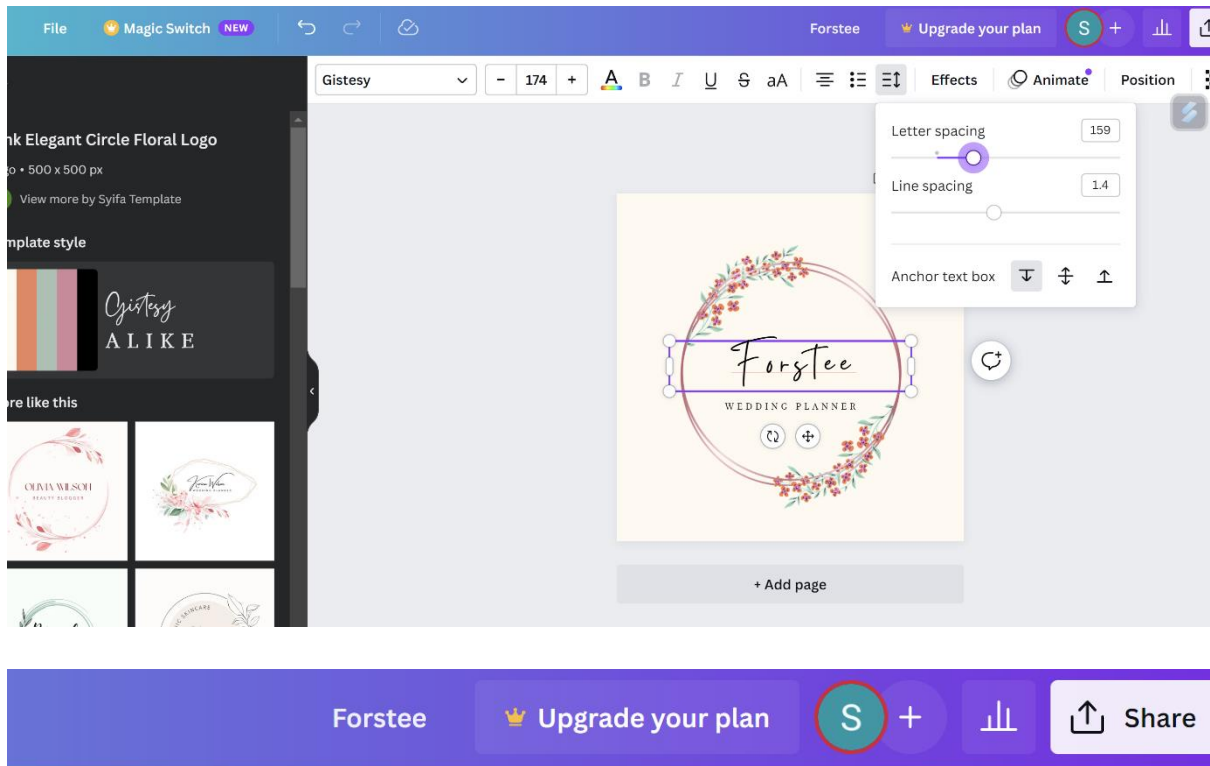 File Magic Switch NEW Forstee Upgrade your plan S +
Gistesy - 174 + A B I U S aA Effects Animate Position
nk Elegant Circle Floral Logo
go • 500 x 500 px
View more by Syifa Template
mplate style
Gistesy
ALIKE
ore like this
OLIVIA WILSON
BEAUTY BLOGGER
Letter spacing 159
Line spacing 1.4
Anchor text box
Forstee
WEDDING PLANNER
+ Add page
Forstee Upgrade your plan S + Share